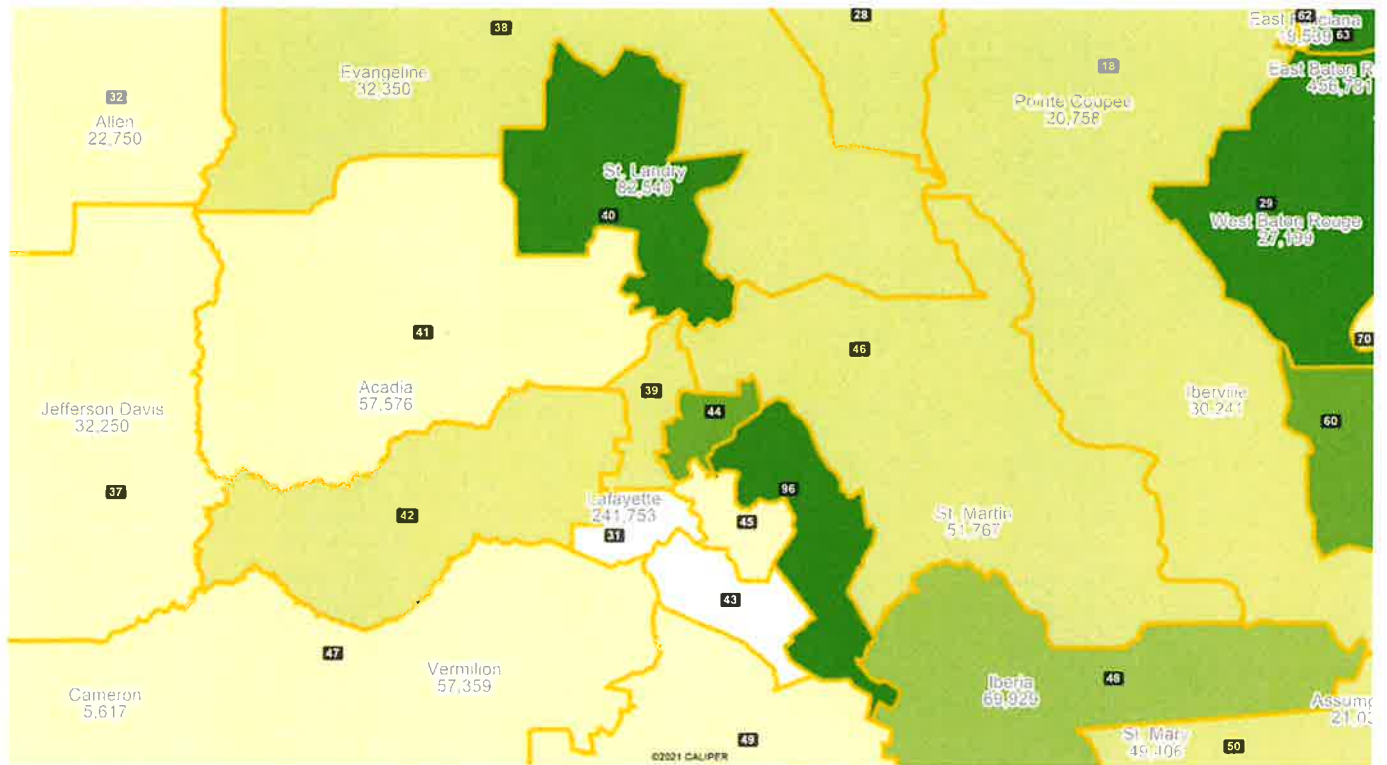 38
28
62
East Feliciana
19,539
63
18
East Baton R
456,781
Evangeline
32,350
32
Allen
22,750
Pointe Coupee
20,758
St. Landry
82,540
40
29
West Baton Rouge
27,199
41
46
70
39
Acadia
57,576
Jefferson Davis
32,250
44
Iberville
30,241
60
37
96
42
Lafayette
241,753
31
45
St. Martin
51,767
43
47
Vermilion
57,359
Cameron
5,617
Iberia
69,929
48
Assump
21,03
St. Mary
49,406
50
49
©2021 CALIPER